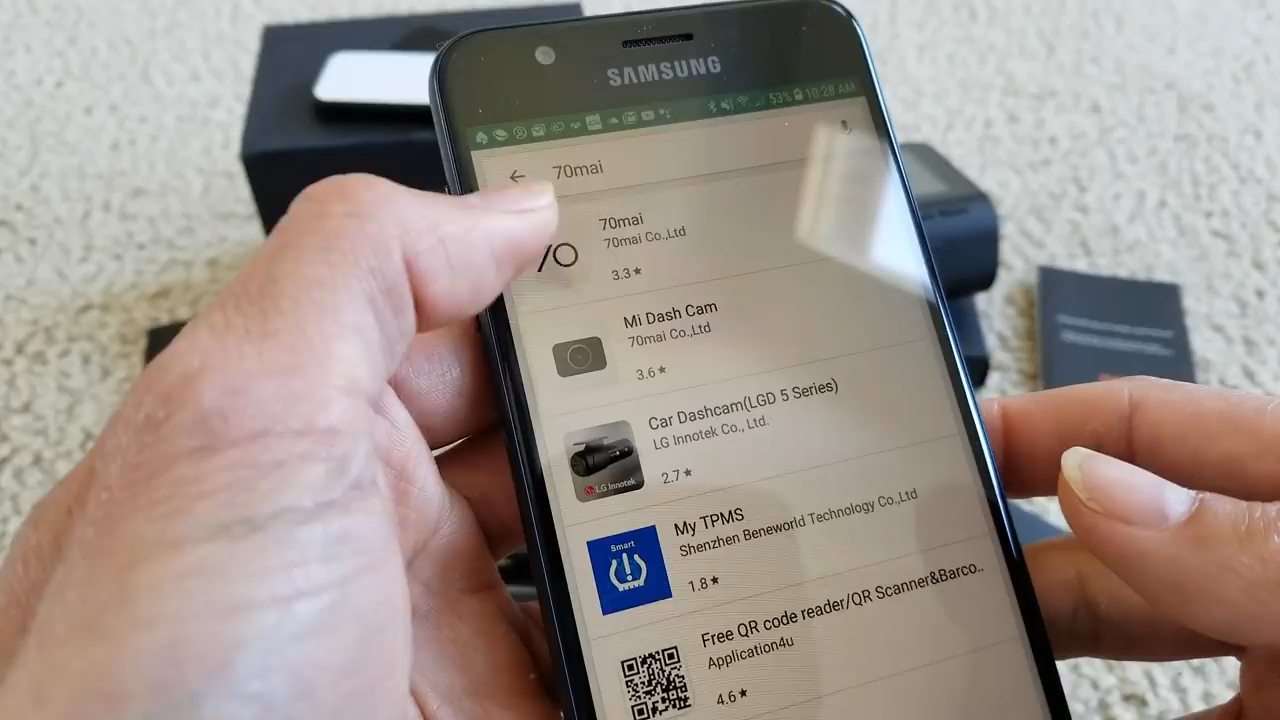 SAMSUNG
53% 10:28 AM
70mai
70
70mai
70mai Co.,Ltd
3.3★
Mi Dash Cam
70mai Co.,Ltd
3.6★
Car Dashcam(LGD 5 Series)
LG Innotek Co., Ltd.
2.7★
LG Innotek
My TPMS
Shenzhen Beneworld Technology Co.,Ltd
1.8★
Smart
Free QR code reader/QR Scanner&Barco..
Application4u
4.6★